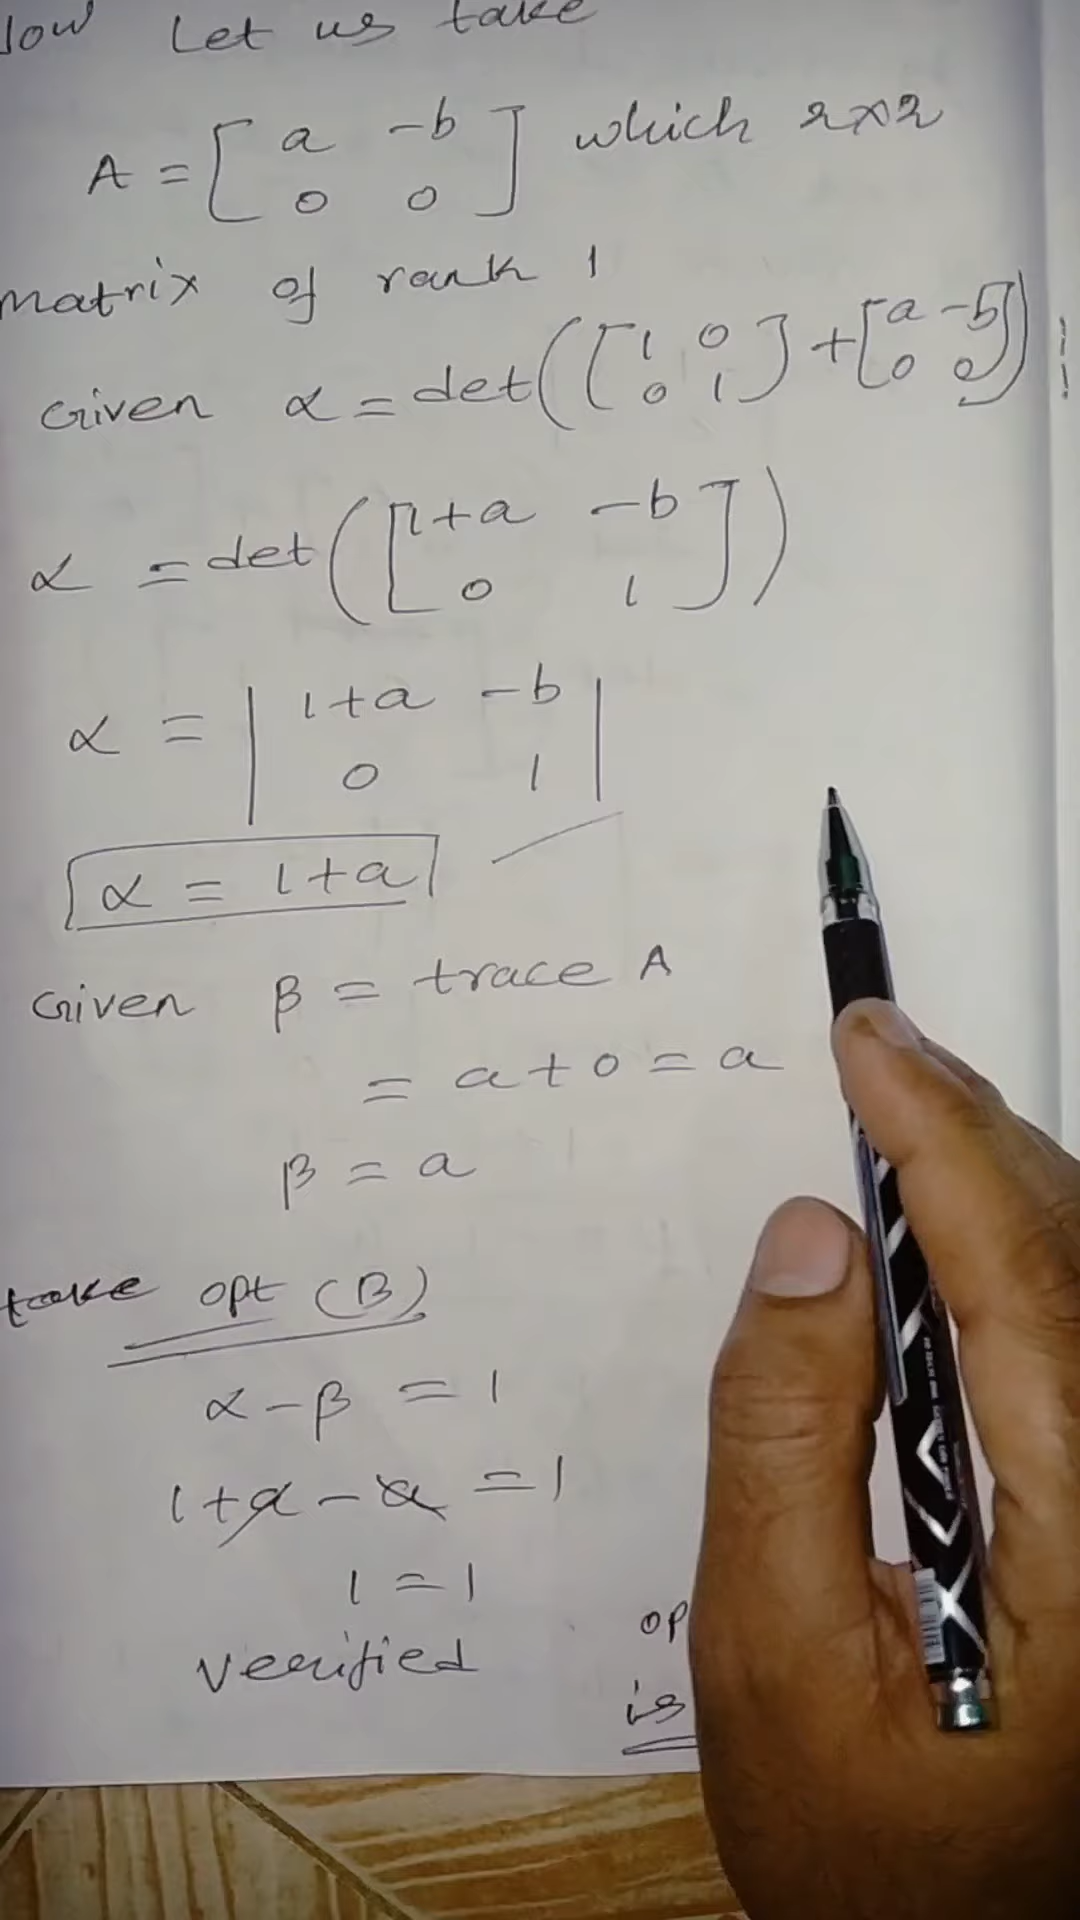 Now Let us take
A = [ a -b ; 0 0 ] which 2×2
matrix of rank 1
Given α = det([ 1 0 ; 0 1 ] + [ a -b ; 0 0 ])
α = det([ 1+a -b ; 0 1 ])
α = | 1+a -b ; 0 1 |
α = 1+a
Given β = trace A
= a+0 = a
β = a
take opt (B)
α-β = 1
1+a-a = 1
1 = 1
verified
op
is